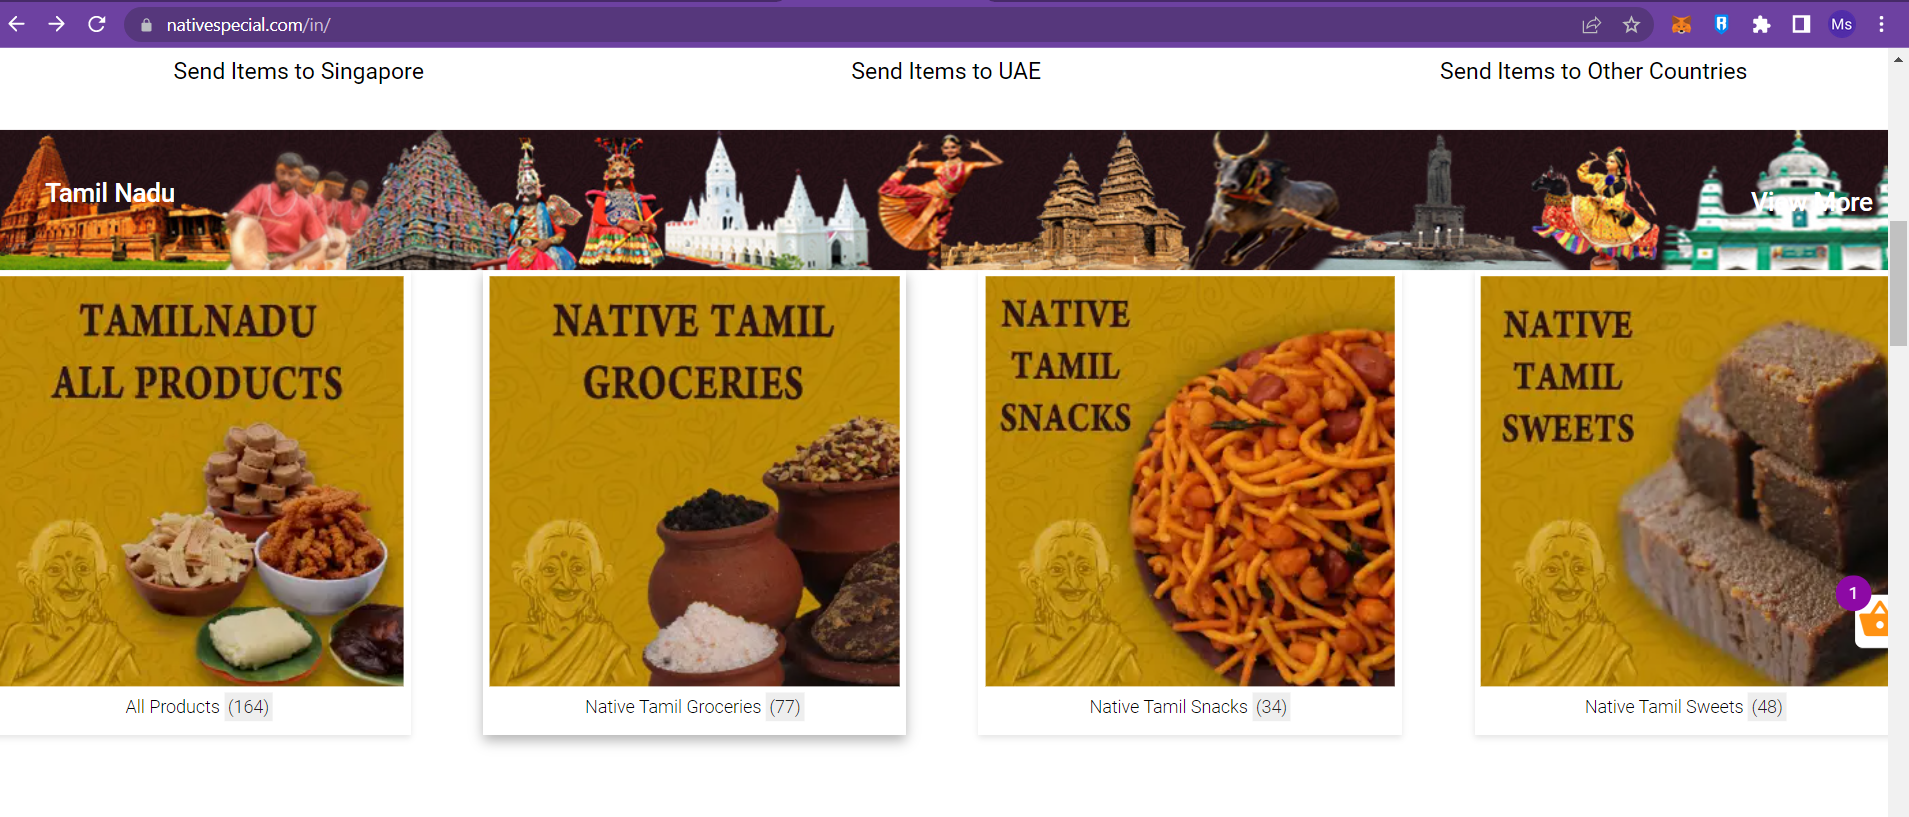 nativespecial.com/in/
Ms
Send Items to Singapore
Send Items to UAE
Send Items to Other Countries
Tamil Nadu
View More
TAMILNADU
ALL PRODUCTS
NATIVE TAMIL
GROCERIES
NATIVE
TAMIL
SNACKS
NATIVE
TAMIL
SWEETS
1
All Products (164)
Native Tamil Groceries (77)
Native Tamil Snacks (34)
Native Tamil Sweets (48)